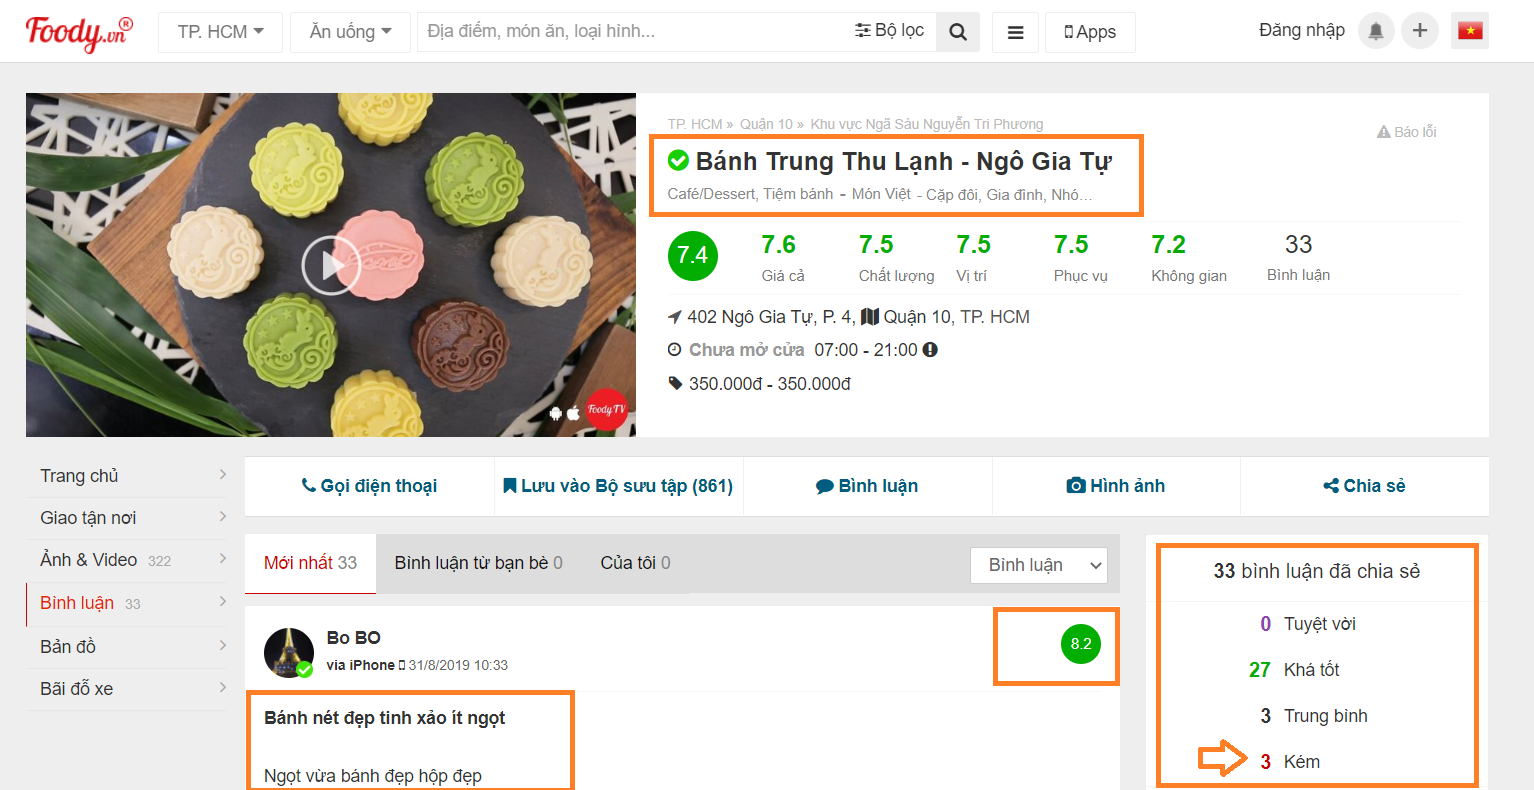 Foody.vn®
TP. HCM
Ăn uống
Địa điểm, món ăn, loại hình...
Bộ lọc
Apps
Đăng nhập
TP. HCM » Quận 10 » Khu vực Ngã Sáu Nguyễn Tri Phương
Báo lỗi
Bánh Trung Thu Lạnh - Ngô Gia Tự
Café/Dessert, Tiệm bánh - Món Việt - Cặp đôi, Gia đình, Nhó...
7.4
7.6 7.5 7.5 7.5 7.2 33
Giá cả Chất lượng Vị trí Phục vụ Không gian Bình luận
402 Ngô Gia Tự, P. 4, Quận 10, TP. HCM
Chưa mở cửa 07:00 - 21:00
350.000đ - 350.000đ
Foody TV
Trang chủ
Giao tận nơi
Ảnh & Video 322
Bình luận 33
Bản đồ
Bãi đỗ xe
Gọi điện thoại
Lưu vào Bộ sưu tập (861)
Bình luận
Hình ảnh
Chia sẻ
Mới nhất 33
Bình luận từ bạn bè 0
Của tôi 0
Bình luận
Bo BO
via iPhone 31/8/2019 10:33
8.2
Bánh nét đẹp tinh xảo ít ngọt
Ngọt vừa bánh đẹp hộp đẹp
33 bình luận đã chia sẻ
0 Tuyệt vời
27 Khá tốt
3 Trung bình
3 Kém